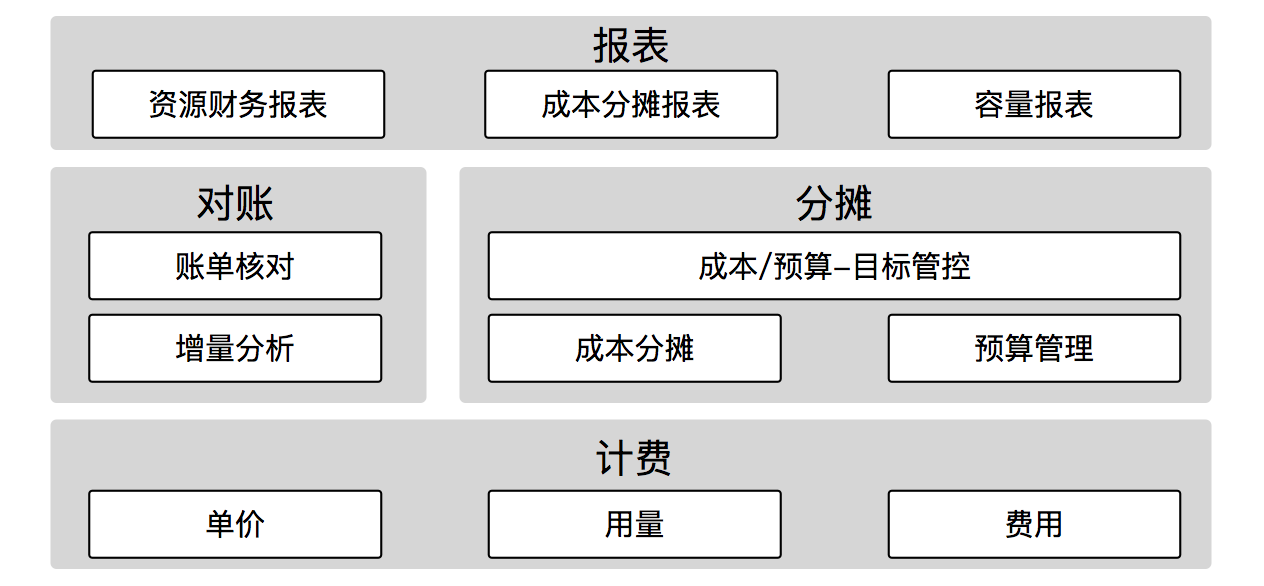 报表
资源财务报表
成本分摊报表
容量报表
对账
账单核对
增量分析
分摊
成本/预算-目标管控
成本分摊
预算管理
计费
单价
用量
费用